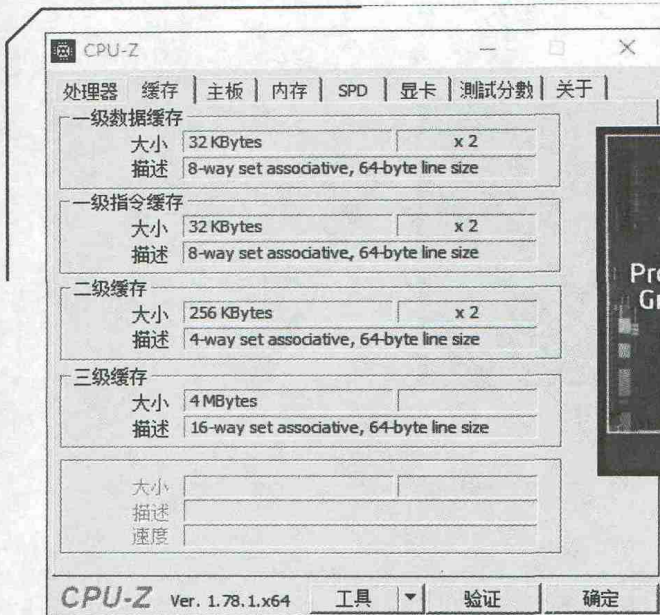 CPU-Z
处理器 缓存 主板 内存 SPD 显卡 測試分數 关于
一级数据缓存
大小 32 KBytes x 2
描述 8-way set associative, 64-byte line size
一级指令缓存
大小 32 KBytes x 2
描述 8-way set associative, 64-byte line size
二级缓存
大小 256 KBytes x 2
描述 4-way set associative, 64-byte line size
三级缓存
大小 4 MBytes
描述 16-way set associative, 64-byte line size
大小
描述
速度
CPU-Z Ver. 1.78.1.x64 工具 验证 确定